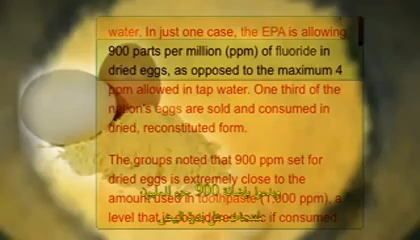 water. In just one case, the EPA is allowing
900 parts per million (ppm) of fluoride in
dried eggs, as opposed to the maximum 4
ppm allowed in tap water. One third of the
nation's eggs are sold and consumed in
dried, reconstituted form.
The groups noted that 900 ppm set for
dried eggs is extremely close to the
900
amount used in toothpaste (1,000 ppm), a
level that is considered toxic if consumed